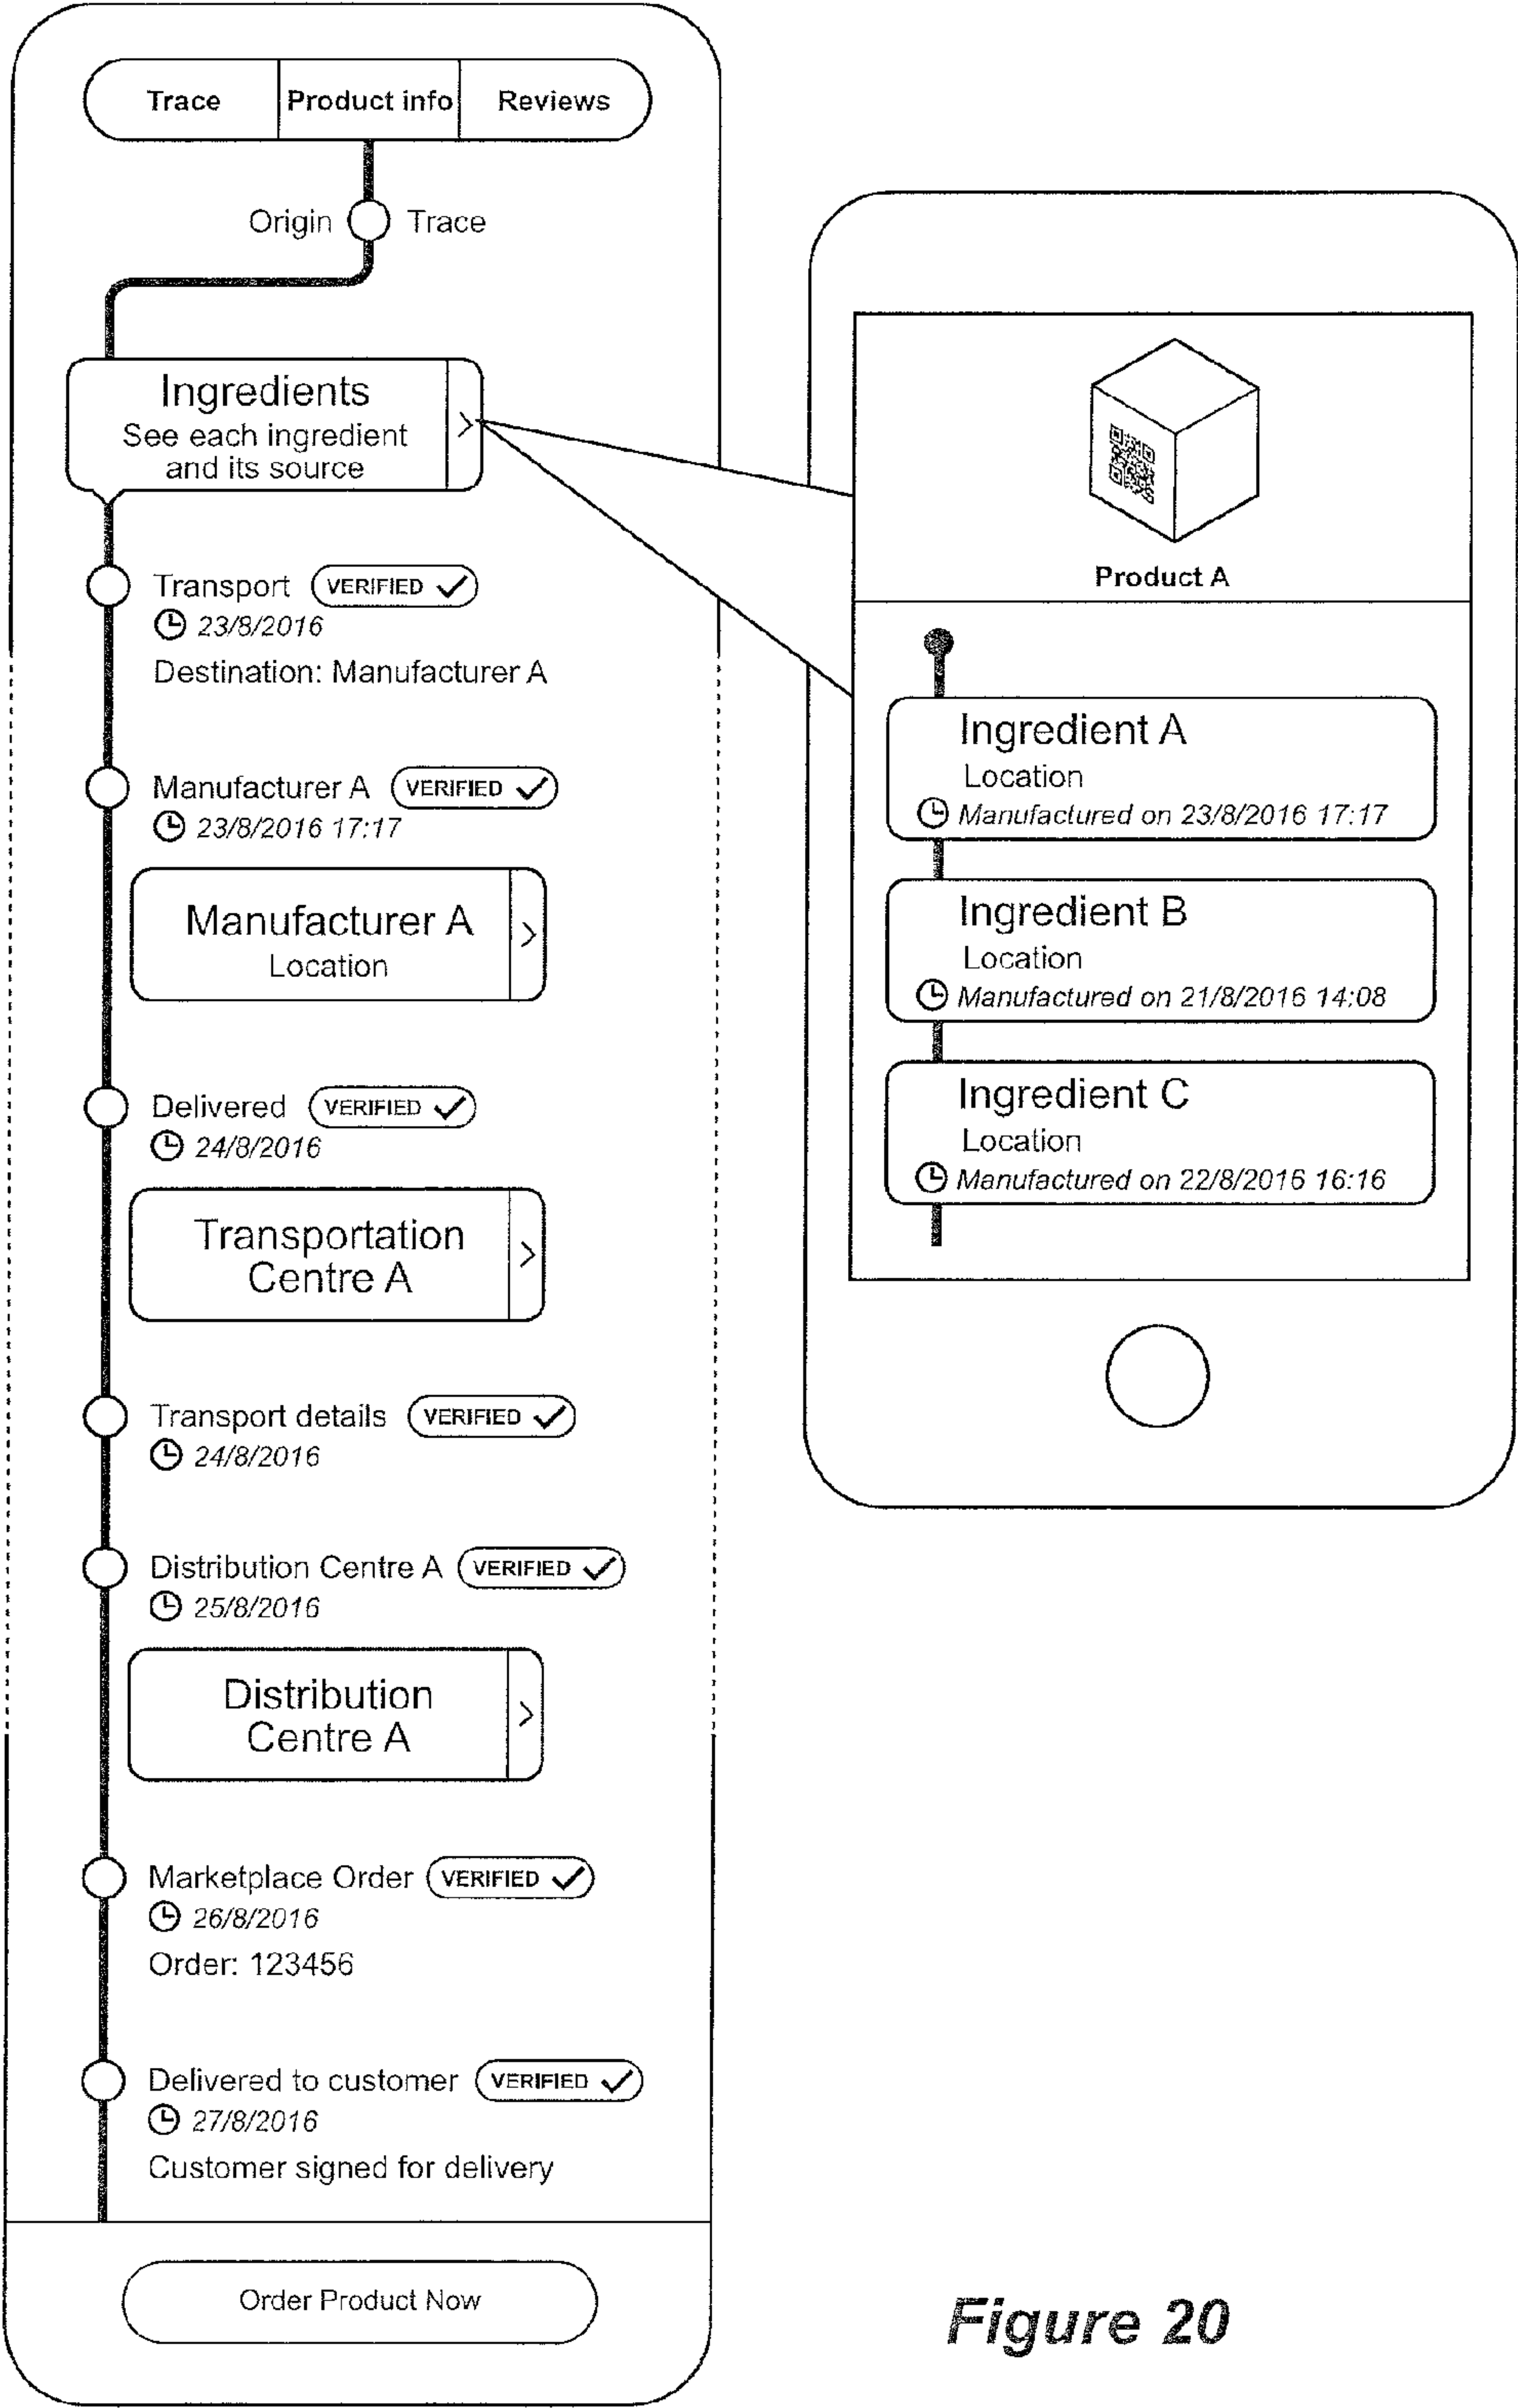 Trace
Product info
Reviews
Origin
Trace
Ingredients
See each ingredient
and its source
Transport
VERIFIED
23/8/2016
Destination: Manufacturer A
Manufacturer A
VERIFIED
23/8/2016 17:17
Manufacturer A
Location
Delivered
VERIFIED
24/8/2016
Transportation
Centre A
Transport details
VERIFIED
24/8/2016
Distribution Centre A
VERIFIED
25/8/2016
Distribution
Centre A
Marketplace Order
VERIFIED
26/8/2016
Order: 123456
Delivered to customer
VERIFIED
27/8/2016
Customer signed for delivery
Order Product Now
Product A
Ingredient A
Location
Manufactured on 23/8/2016 17:17
Ingredient B
Location
Manufactured on 21/8/2016 14:08
Ingredient C
Location
Manufactured on 22/8/2016 16:16
Figure 20